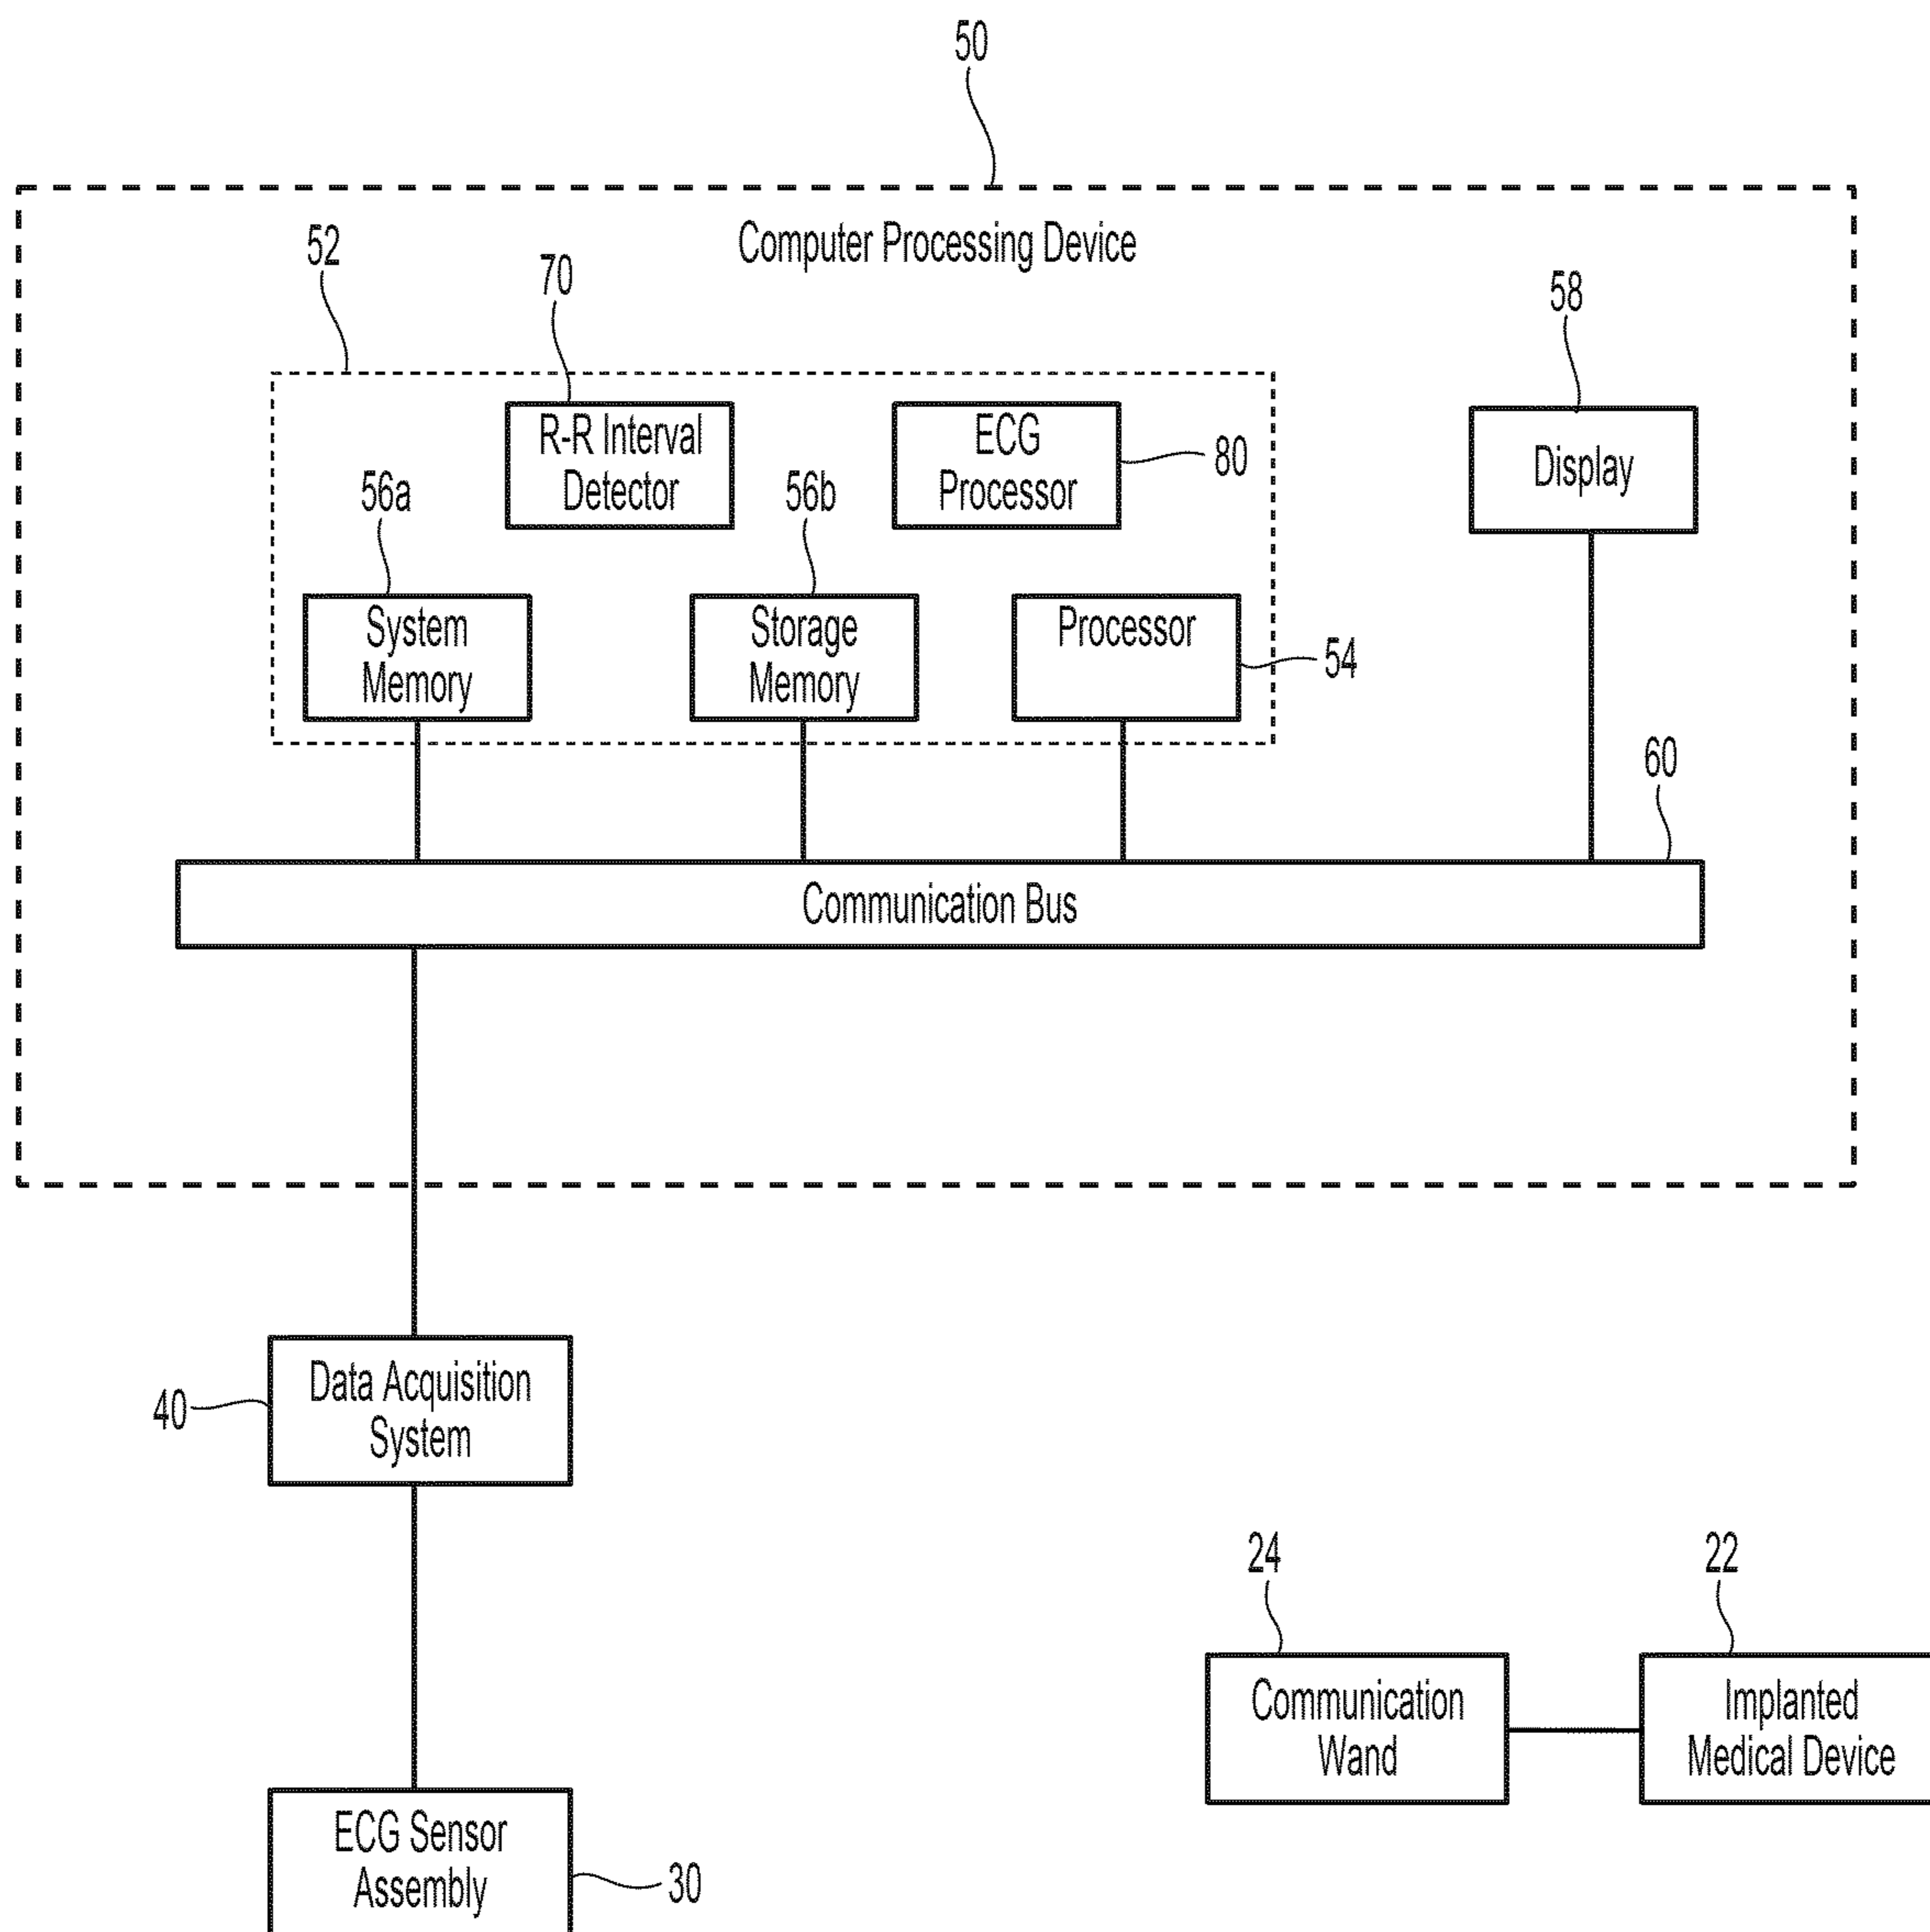 50
Computer Processing Device
52
70
58
R-R Interval
Detector
ECG
Processor
80
Display
56a
56b
System
Memory
Storage
Memory
Processor
54
60
Communication Bus
40
Data Acquisition
System
24
22
Communication
Wand
Implanted
Medical Device
ECG Sensor
Assembly
30